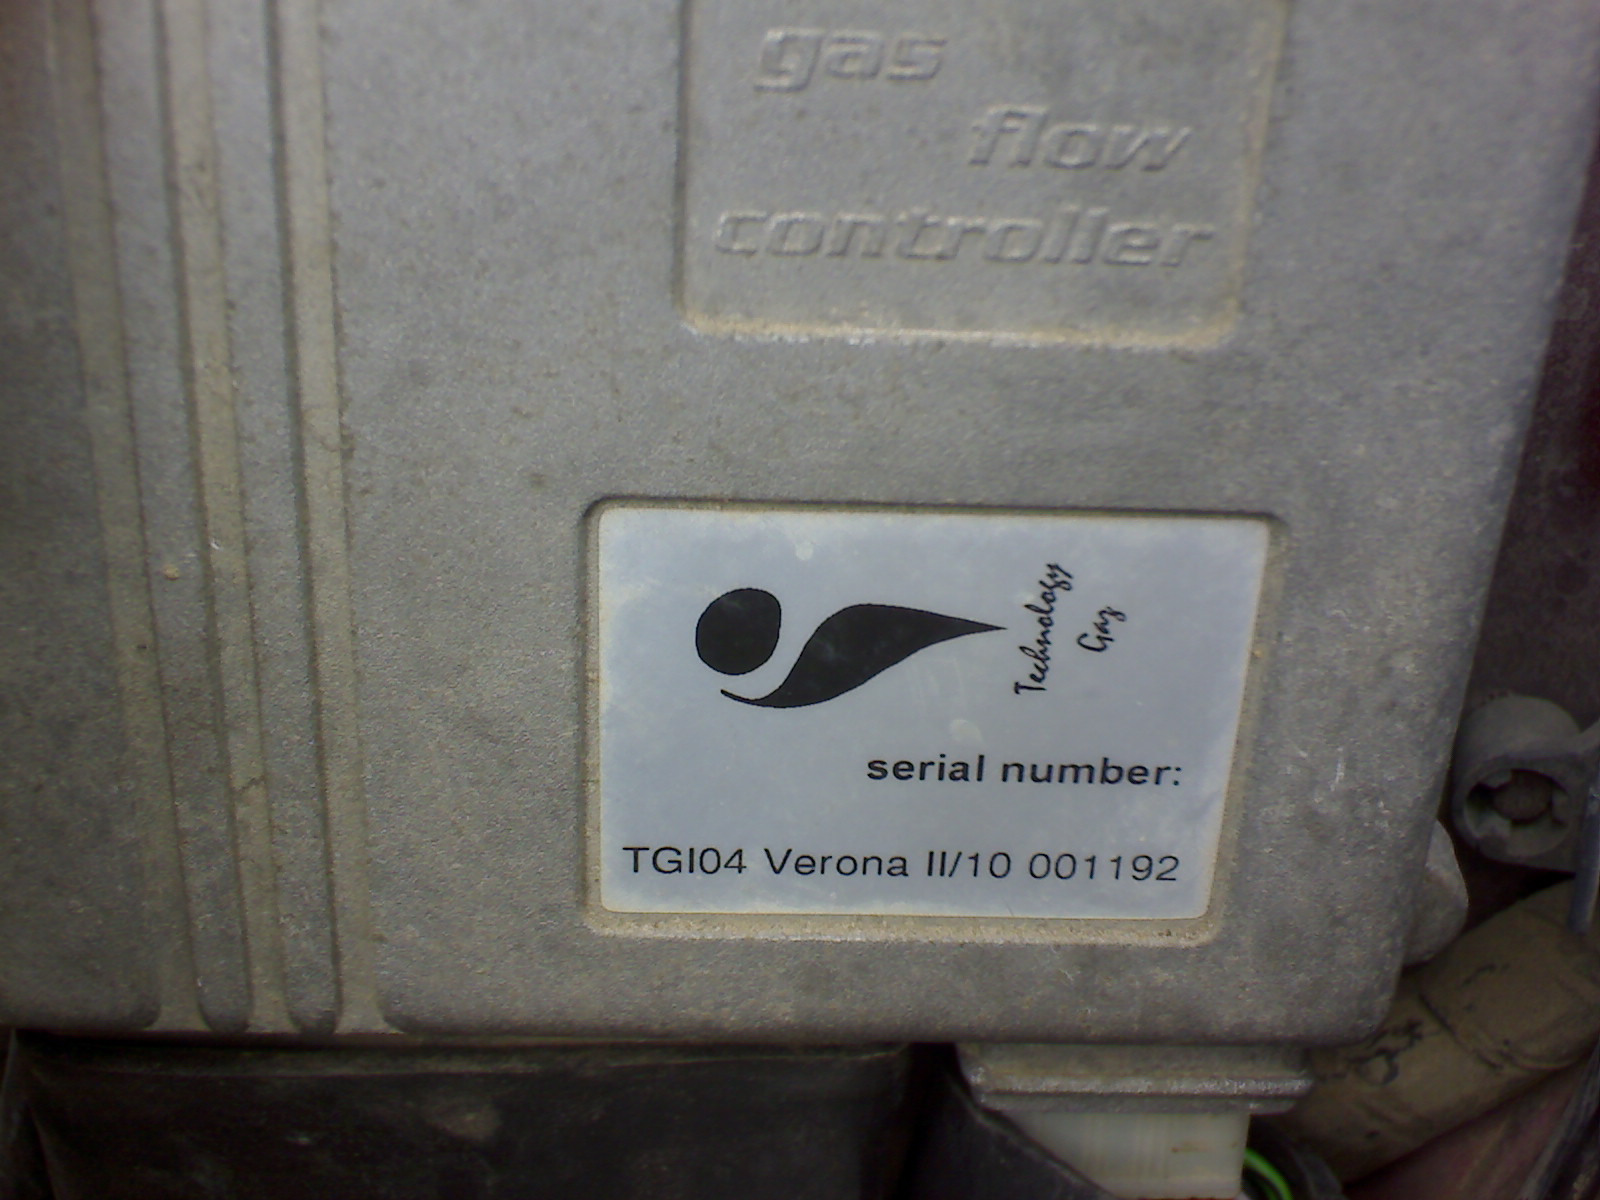 gas
flow
controller
Technology
Gaz
serial number:
TGI04 Verona II/10 001192